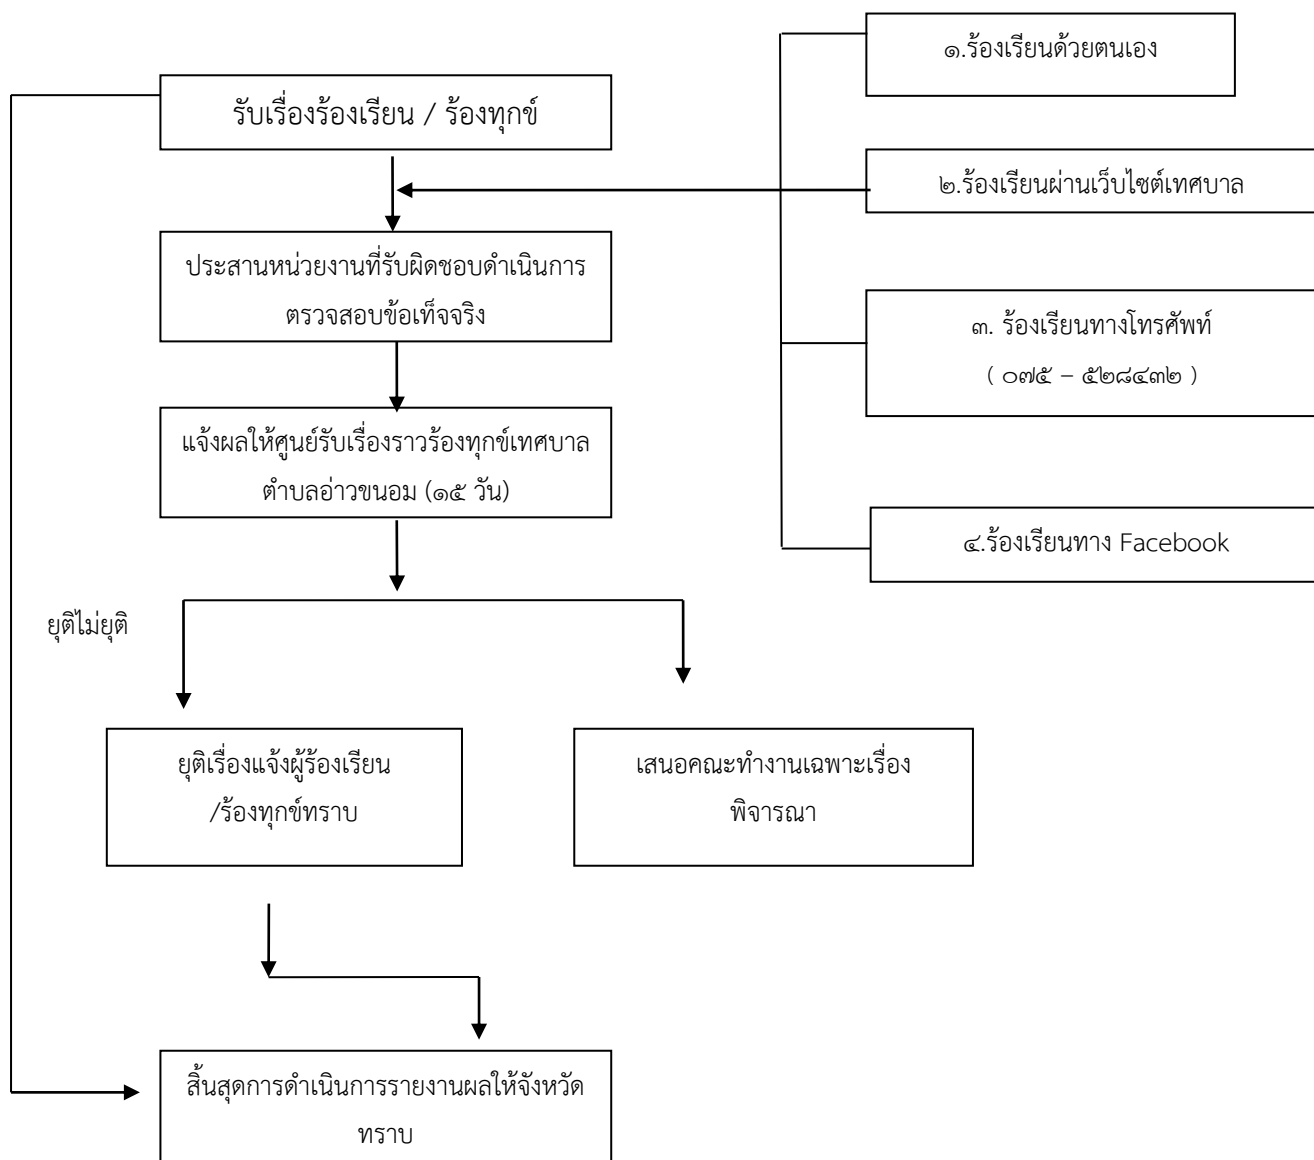 รับเรื่องร้องเรียน / ร้องทุกข์
๑.ร้องเรียนด้วยตนเอง
๒.ร้องเรียนผ่านเว็บไซต์เทศบาล
๓. ร้องเรียนทางโทรศัพท์
( ๐๗๕ – ๕๒๘๔๓๒ )
๔.ร้องเรียนทาง Facebook
ประสานหน่วยงานที่รับผิดชอบดำเนินการ
ตรวจสอบข้อเท็จจริง
แจ้งผลให้ศูนย์รับเรื่องราวร้องทุกข์เทศบาล
ตำบลอ่าวขนอม (๑๕ วัน)
ยุติไม่ยุติ
ยุติเรื่องแจ้งผู้ร้องเรียน
/ร้องทุกข์ทราบ
เสนอคณะทำงานเฉพาะเรื่อง
พิจารณา
สิ้นสุดการดำเนินการรายงานผลให้จังหวัด
ทราบ